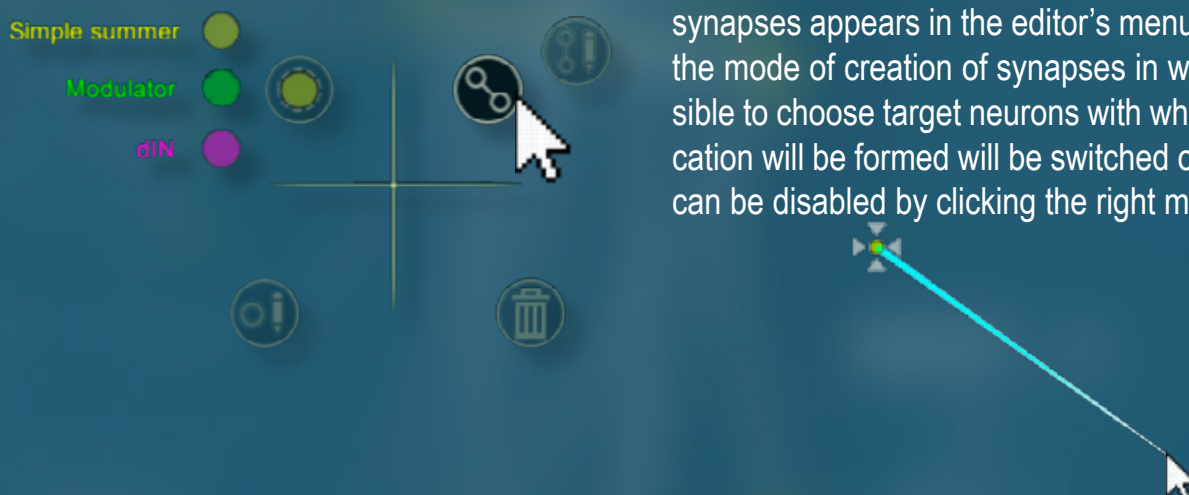 Simple summer
Modulator
dIN
synapses appears in the editor's menu
the mode of creation of synapses in w
sible to choose target neurons with wh
cation will be formed will be switched
can be disabled by clicking the right m